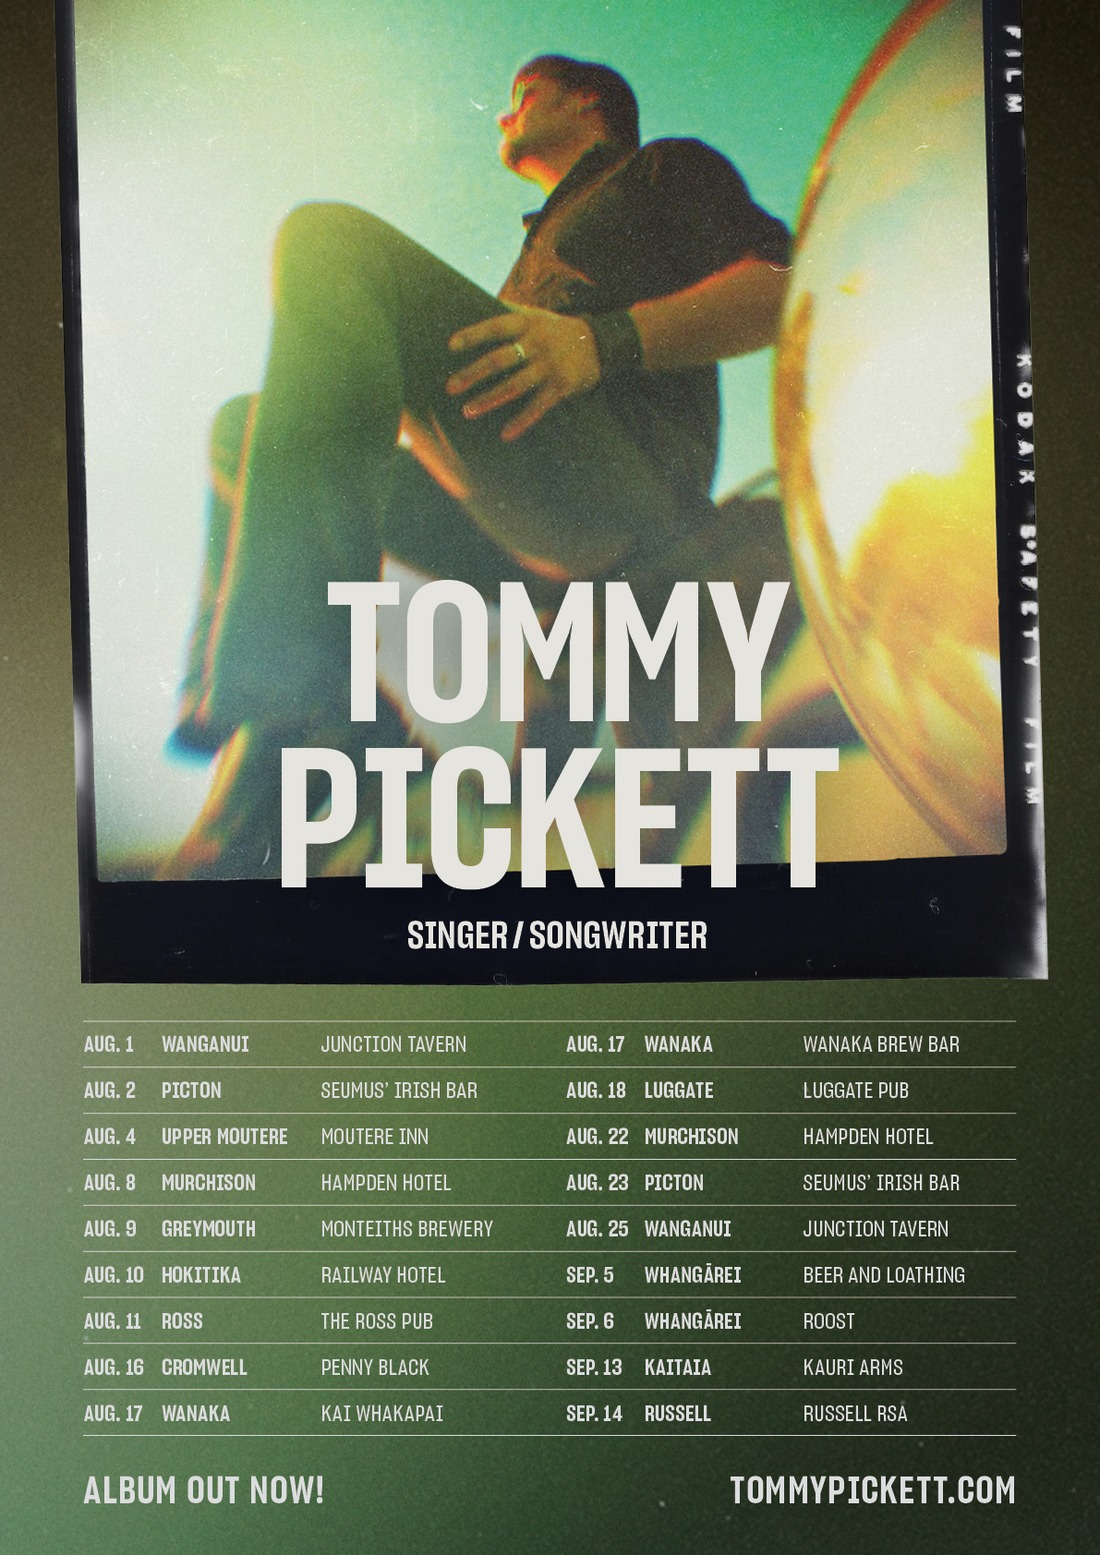 FILM
KODAK SAFETY FILM
TOMMY
PICKETT
SINGER / SONGWRITER
AUG. 1 WANGANUI JUNCTION TAVERN
AUG. 2 PICTON SEUMUS’ IRISH BAR
AUG. 4 UPPER MOUTERE MOUTERE INN
AUG. 8 MURCHISON HAMPDEN HOTEL
AUG. 9 GREYMOUTH MONTEITHS BREWERY
AUG. 10 HOKITIKA RAILWAY HOTEL
AUG. 11 ROSS THE ROSS PUB
AUG. 16 CROMWELL PENNY BLACK
AUG. 17 WANAKA KAI WHAKAPAI
AUG. 17 WANAKA WANAKA BREW BAR
AUG. 18 LUGGATE LUGGATE PUB
AUG. 22 MURCHISON HAMPDEN HOTEL
AUG. 23 PICTON SEUMUS’ IRISH BAR
AUG. 25 WANGANUI JUNCTION TAVERN
SEP. 5 WHANGĀREI BEER AND LOATHING
SEP. 6 WHANGĀREI ROOST
SEP. 13 KAITAIA KAURI ARMS
SEP. 14 RUSSELL RUSSELL RSA
ALBUM OUT NOW!
TOMMYPICKETT.COM